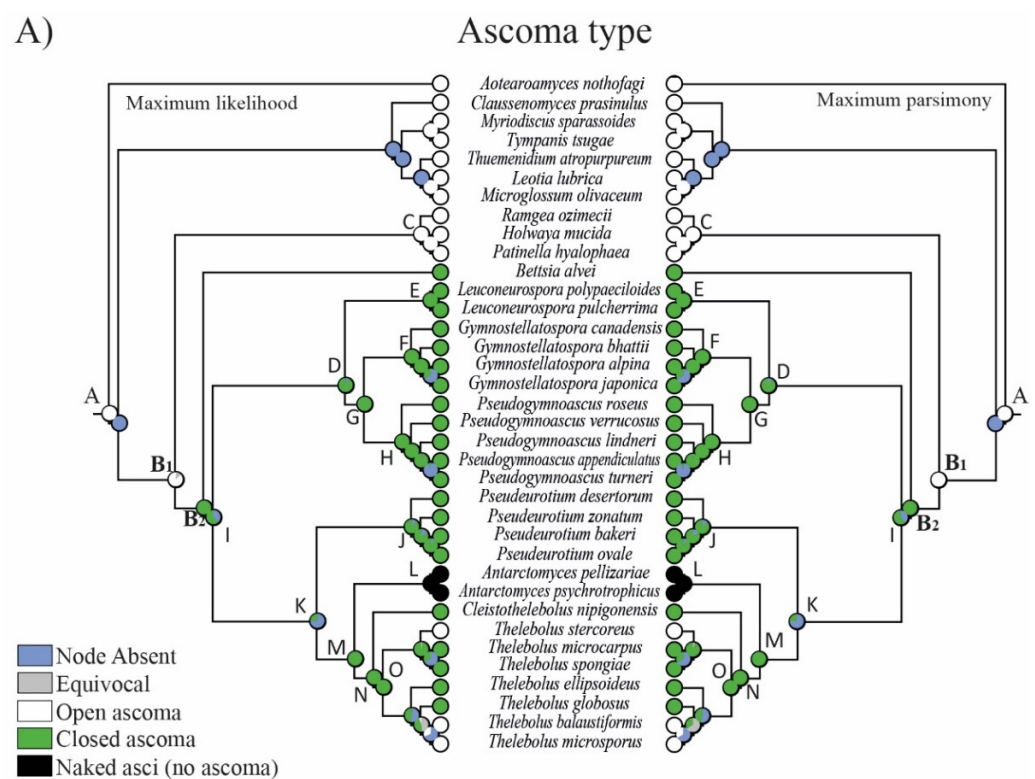 A)
Ascoma type
Maximum likelihood
Maximum parsimony
Aotearoamyces nothofagi
Claussenomyces prasinulus
Myriodiscus sparassoides
Tympanis tsugae
Thuemenidium atropurpureum
Leotia lubrica
Microglossum olivaceum
C Ramgea ozimecii C
Holwaya mucida
Patinella hyalophaea
Bettsia alvei
E Leuconeurospora polypaeciloides E
Leuconeurospora pulcherrima
Gymnostellatospora canadensis
F Gymnostellatospora bhattii F
D Gymnostellatospora alpina D
Gymnostellatospora japonica
A Pseudogymnoascus roseus A
G Pseudogymnoascus verrucosus G
Pseudogymnoascus lindneri
H Pseudogymnoascus appendiculatus H
B1 Pseudogymnoascus turneri B1
Pseudeurotium desertorum
B2 Pseudeurotium zonatum B2
I J Pseudeurotium bakeri J I
Pseudeurotium ovale
L Antarctomyces pellizariae L
Antarctomyces psychrotrophicus
K Cleistothelebolus nipigonensis K
Thelebolus stercoreus
M Thelebolus microcarpus M
O Thelebolus spongiae O
N Thelebolus ellipsoideus N
Thelebolus globosus
Thelebolus balaustiformis
Thelebolus microsporus
Node Absent
Equivocal
Open ascoma
Closed ascoma
Naked asci (no ascoma)